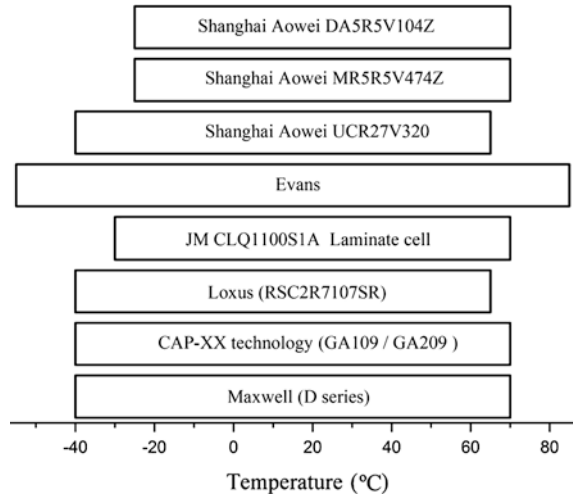 Shanghai Aowei DA5R5V104Z
Shanghai Aowei MR5R5V474Z
Shanghai Aowei UCR27V320
Evans
JM CLQ1100S1A Laminate cell
Loxus (RSC2R7107SR)
CAP-XX technology (GA109 / GA209 )
Maxwell (D series)
-40 -20 0 20 40 60 80
Temperature (℃)